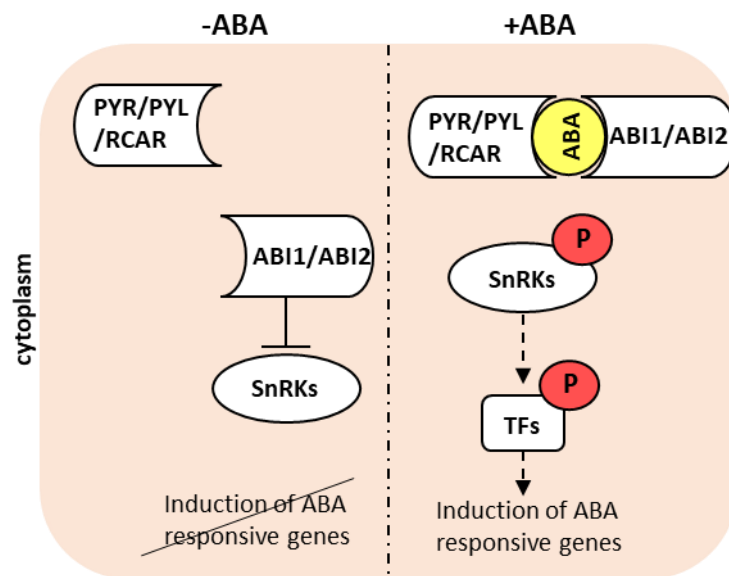 -ABA
+ABA
cytoplasm
PYR/PYL
/RCAR
ABI1/ABI2
SnRKs
Induction of ABA
responsive genes
PYR/PYL
/RCAR
ABA
ABI1/ABI2
P
SnRKs
P
TFs
Induction of ABA
responsive genes